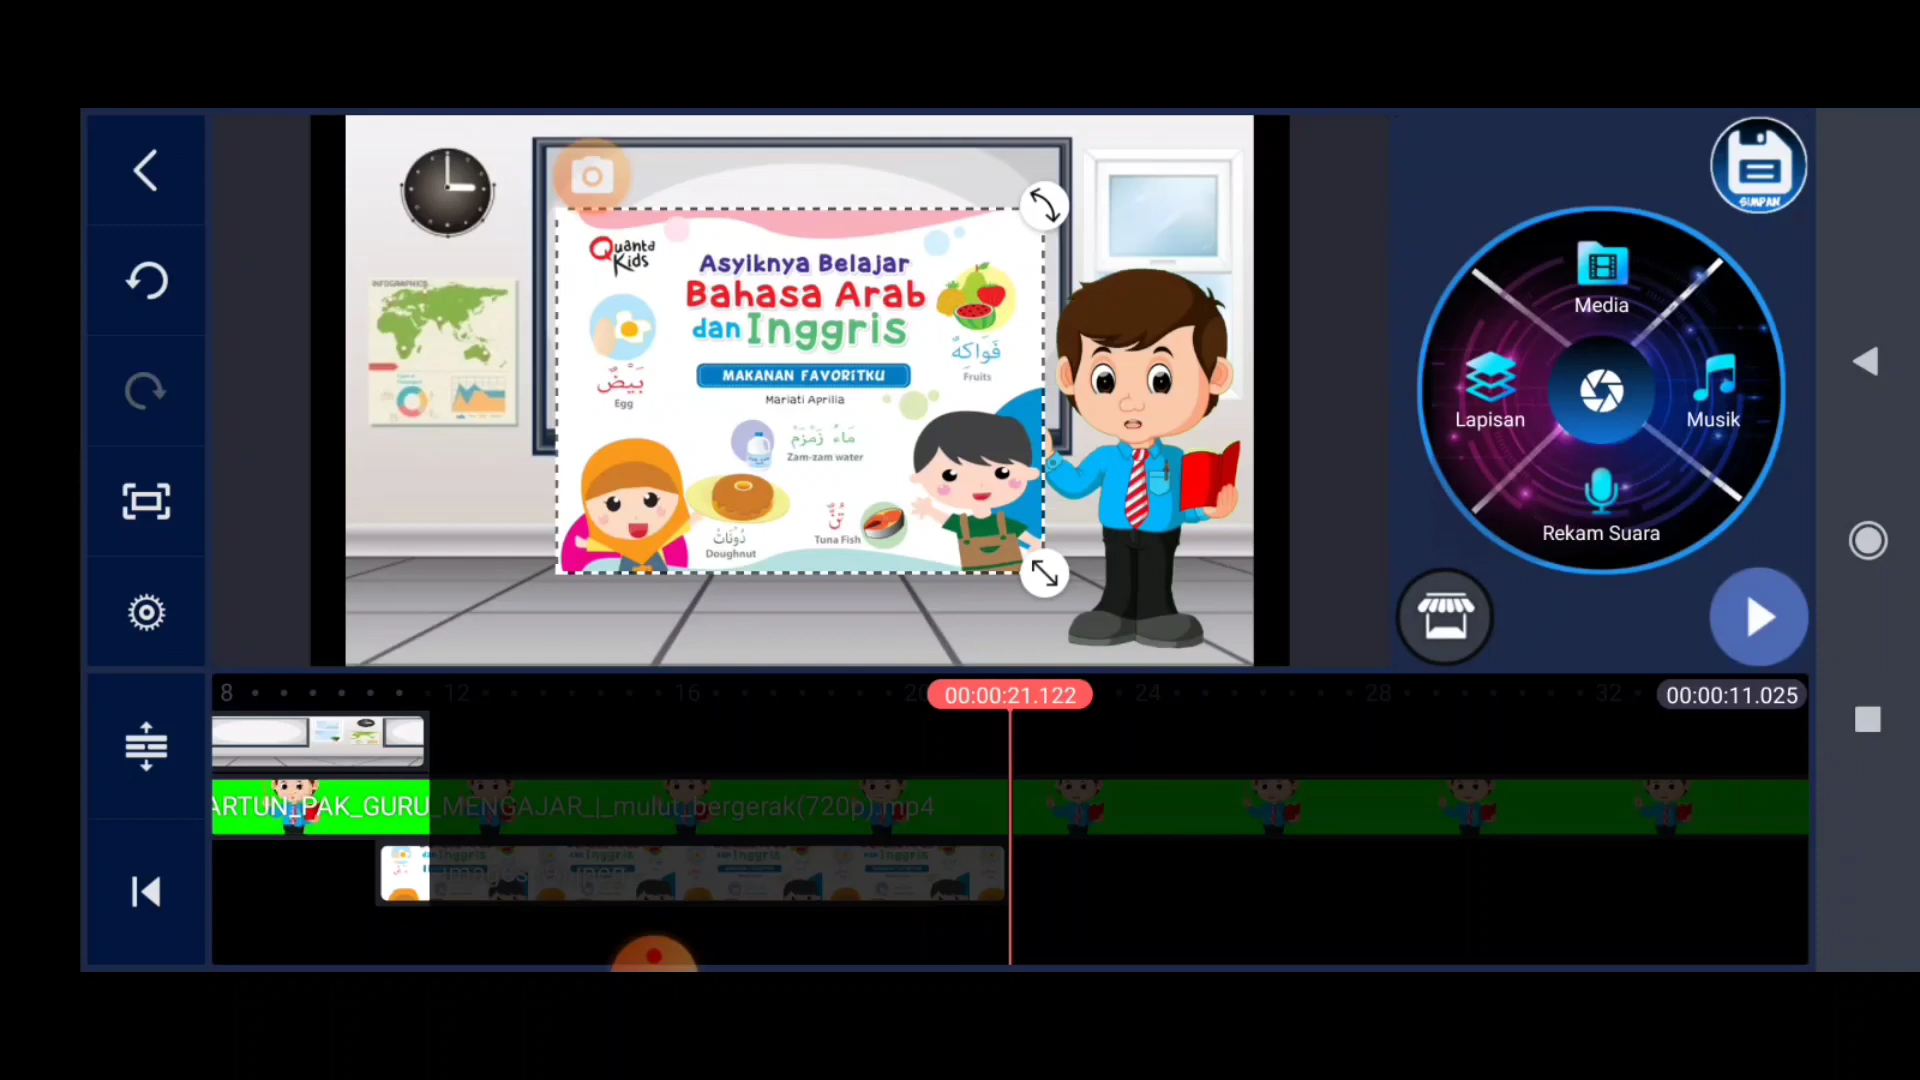 SIMPAN
INFOGRAPHICS
Quanta
Kids
Asyiknya Belajar
Bahasa Arab
dan Inggris
MAKANAN FAVORITKU
Mariati Aprilia
بَيْضٌ
Egg
فَوَاكِهُ
Fruits
مَاءُ زَمْزَمَ
Zam-zam water
دُوْنَاتْ
Doughnut
تُنٌّ
Tuna Fish
Media
Lapisan
Musik
Rekam Suara
8 12 16 20 00:00:21.122 24 28 32 00:00:11.025
ARTUN_PAK_GURU_MENGAJAR_|_mulut_bergerak(720p).mp4